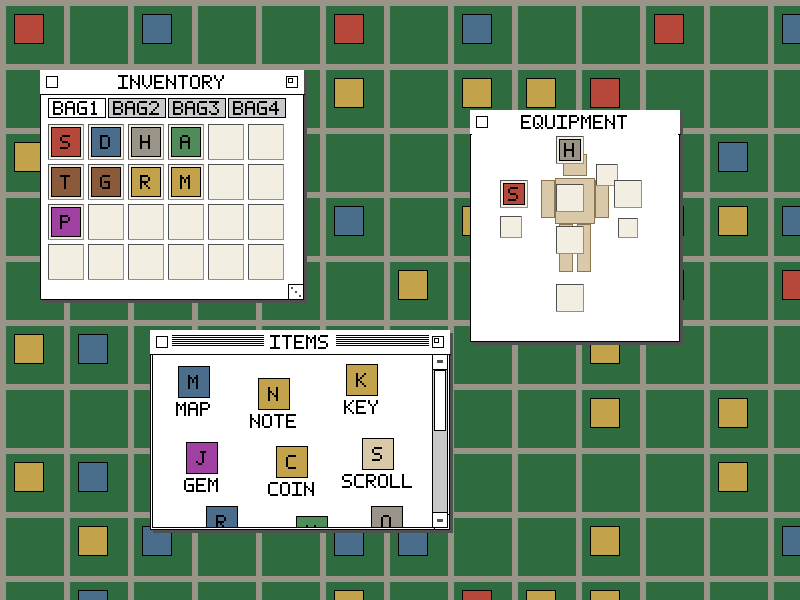 INVENTORY
BAG1 BAG2 BAG3 BAG4
S D H A
T G R M
P
EQUIPMENT
H
S
ITEMS
M N K
MAP NOTE KEY
J C S
GEM COIN SCROLL
R